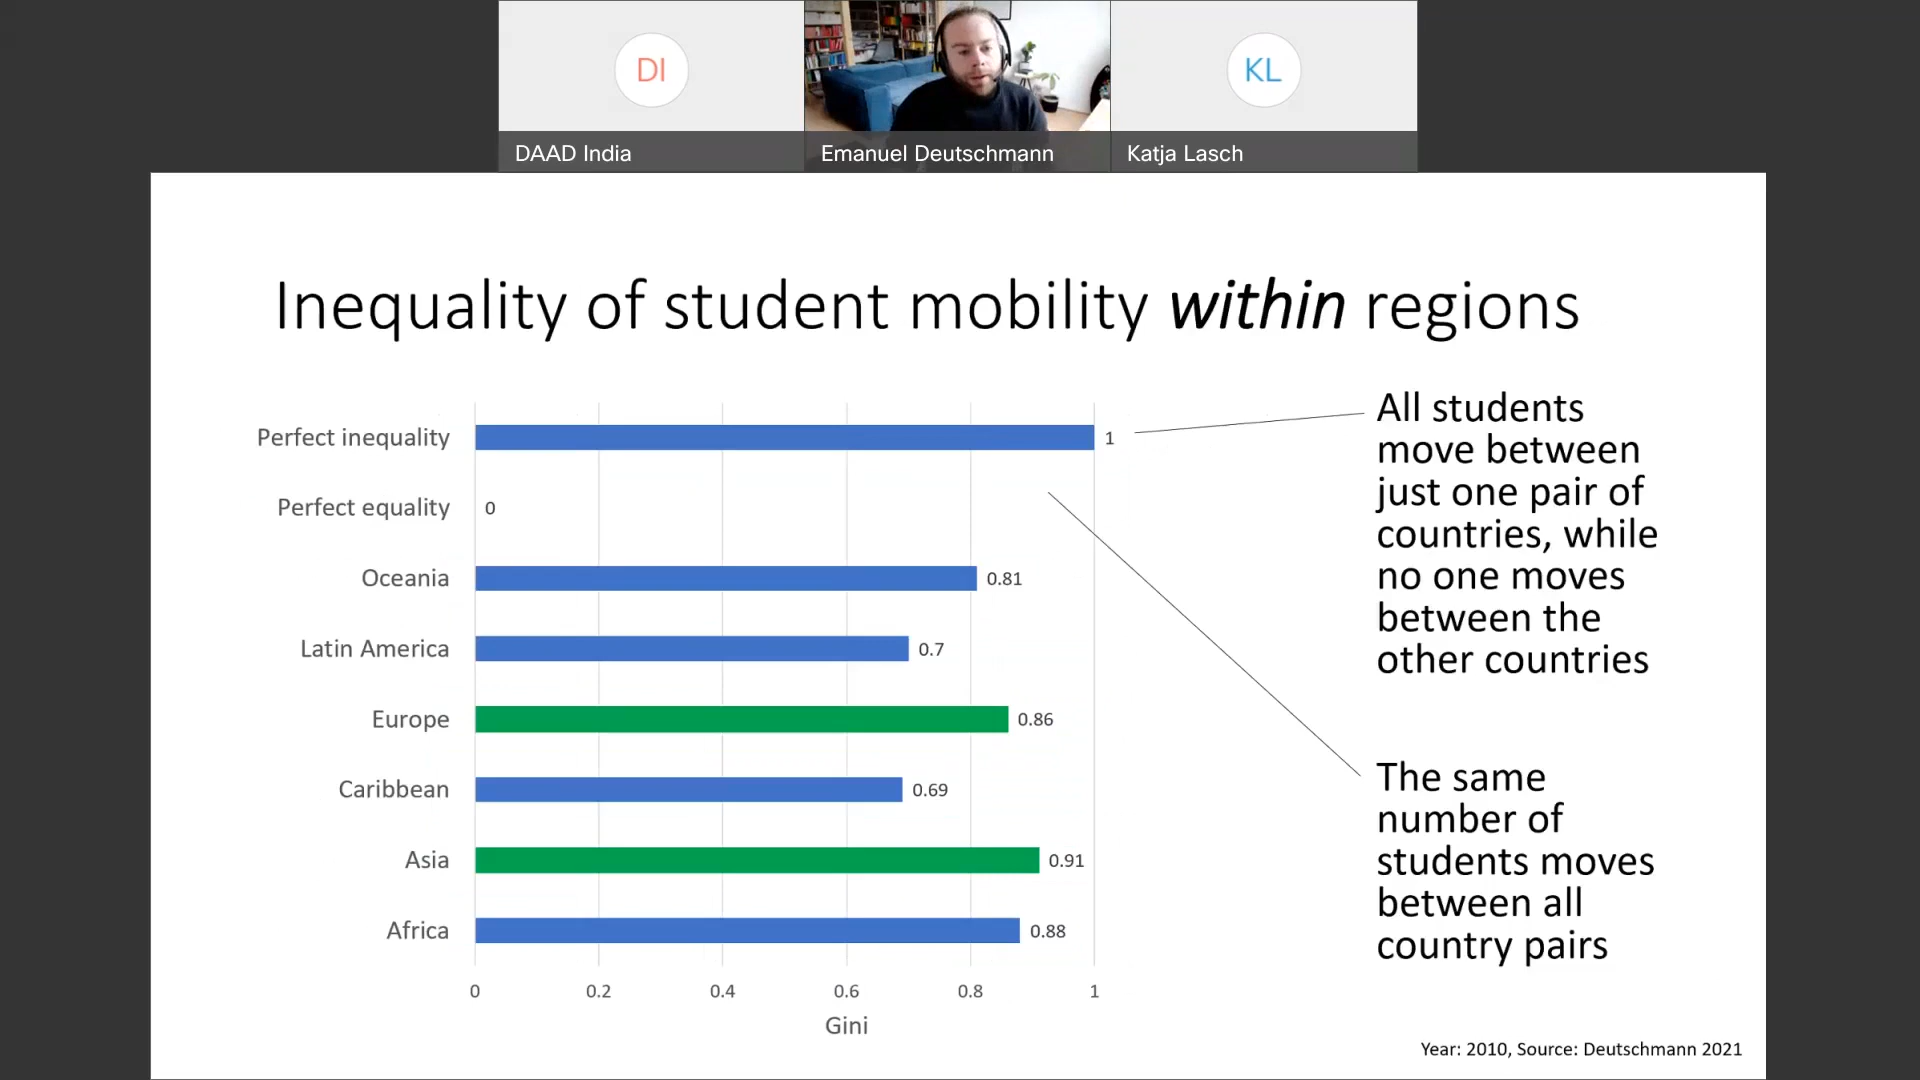 DI
KL
DAAD India
Emanuel Deutschmann
Katja Lasch
Inequality of student mobility within regions
Perfect inequality
1
Perfect equality
0
Oceania
0.81
Latin America
0.7
Europe
0.86
Caribbean
0.69
Asia
0.91
Africa
0.88
0 0.2 0.4 0.6 0.8 1
Gini
All students
move between
just one pair of
countries, while
no one moves
between the
other countries
The same
number of
students moves
between all
country pairs
Year: 2010, Source: Deutschmann 2021